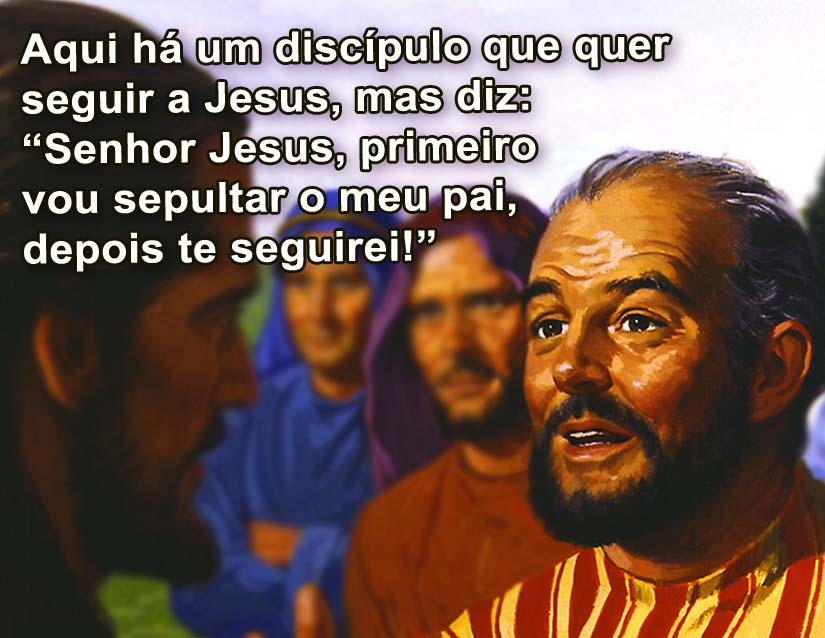 Aqui há um discípulo que quer
seguir a Jesus, mas diz:
“Senhor Jesus, primeiro
vou sepultar o meu pai,
depois te seguirei!”